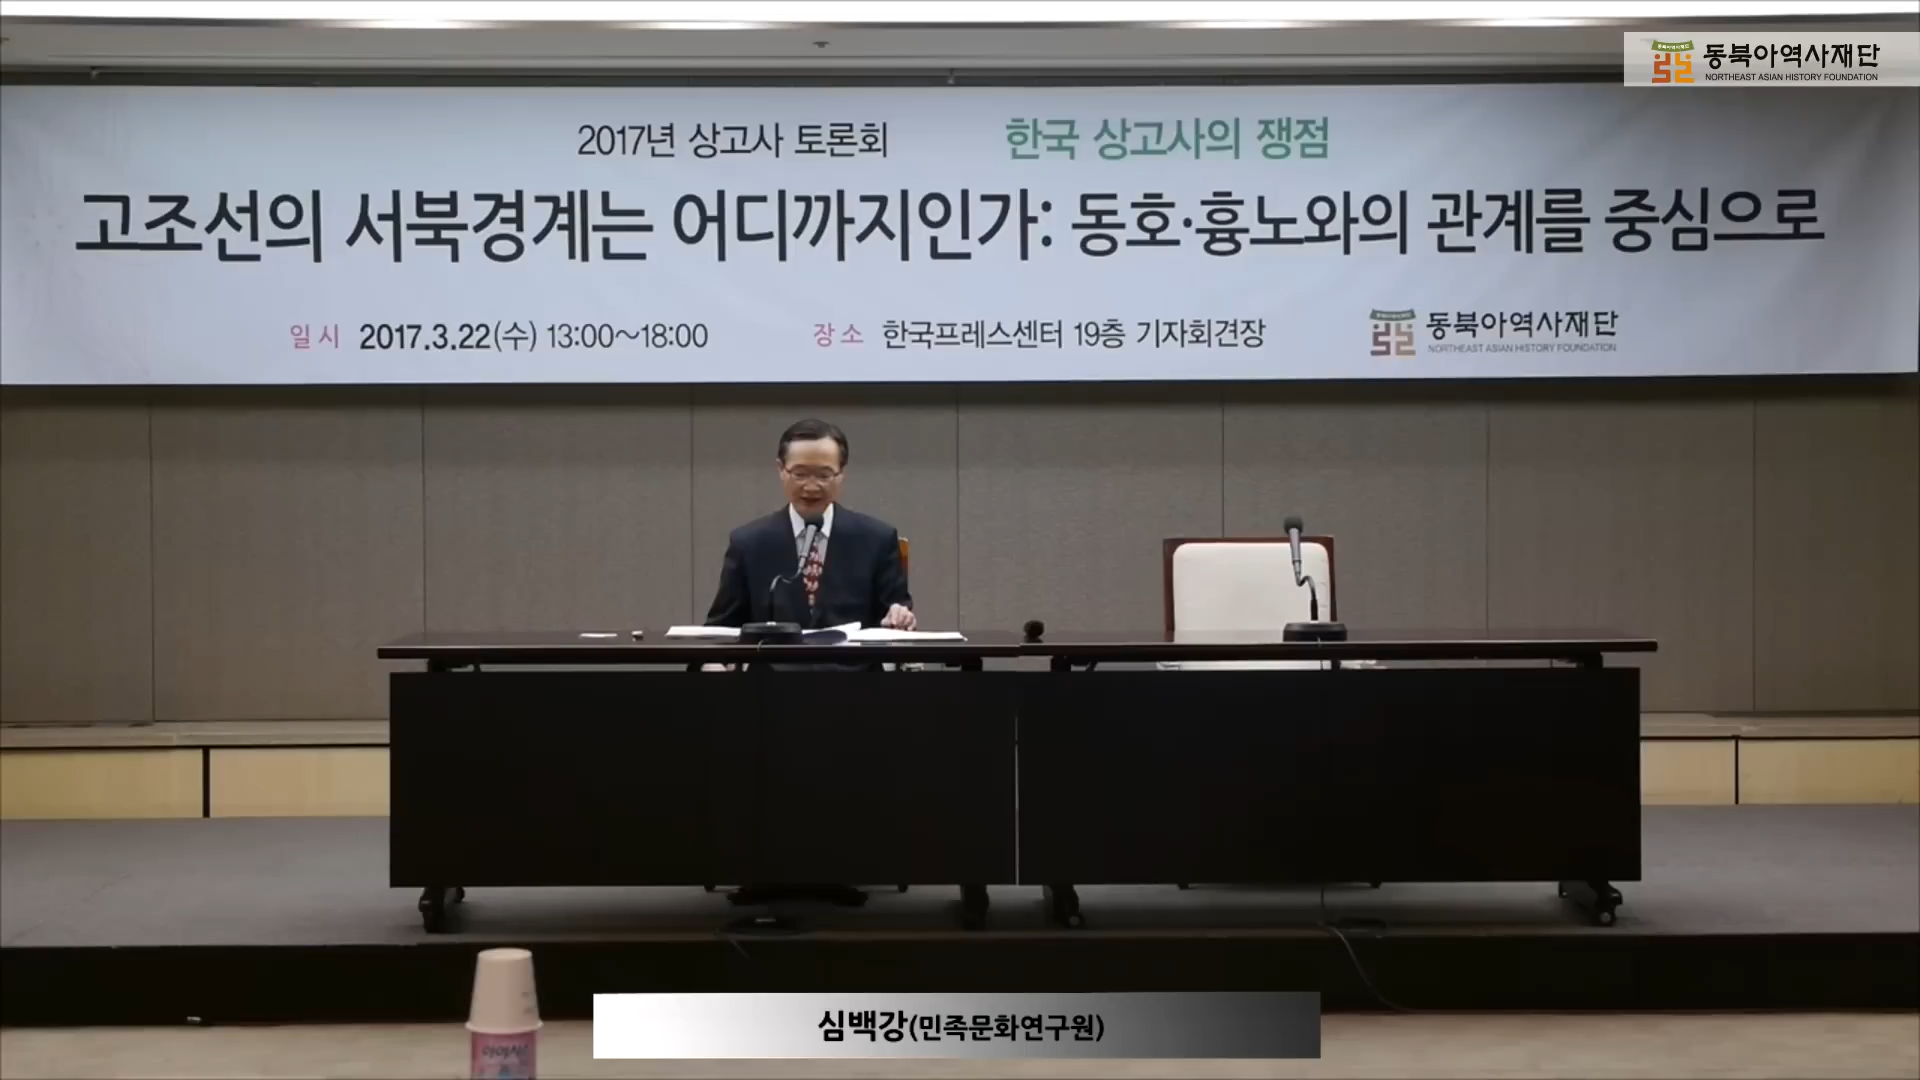 동북아역사재단
NORTHEAST ASIAN HISTORY FOUNDATION
2017년 상고사 토론회 한국 상고사의 쟁점
고조선의 서북경계는 어디까지인가: 동호·흉노와의 관계를 중심으로
일시 2017.3.22(수) 13:00~18:00 장소 한국프레스센터 19층 기자회견장
동북아역사재단
NORTHEAST ASIAN HISTORY FOUNDATION
심백강(민족문화연구원)